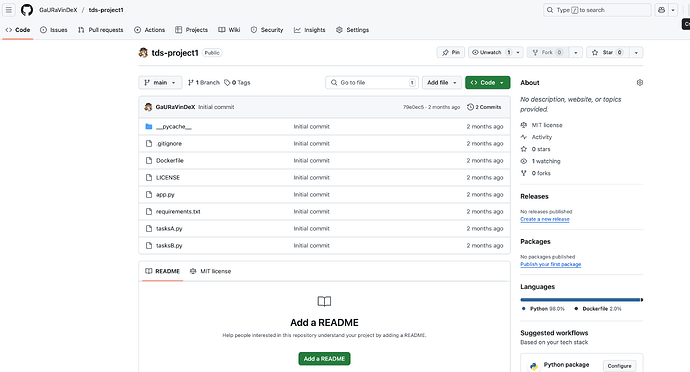 GaURaVinDeX / tds-project1
Type / to search
Code Issues Pull requests Actions Projects Wiki Security Insights Settings
tds-project1 Public
Pin Unwatch 1 Fork 0 Star 0
main 1 Branch 0 Tags
Go to file
Add file Code
GaURaVinDeX Initial commit 79e0ec5 · 2 months ago 2 Commits
__pycache__ Initial commit 2 months ago
.gitignore Initial commit 2 months ago
Dockerfile Initial commit 2 months ago
LICENSE Initial commit 2 months ago
app.py Initial commit 2 months ago
requirements.txt Initial commit 2 months ago
tasksA.py Initial commit 2 months ago
tasksB.py Initial commit 2 months ago
README MIT license
Add a README
Help people interested in this repository understand your project by adding a README.
Add a README
About
No description, website, or topics
provided.
MIT license
Activity
0 stars
1 watching
0 forks
Releases
No releases published
Create a new release
Packages
No packages published
Publish your first package
Languages
Python 98.0% Dockerfile 2.0%
Suggested workflows
Based on your tech stack
Python package Configure